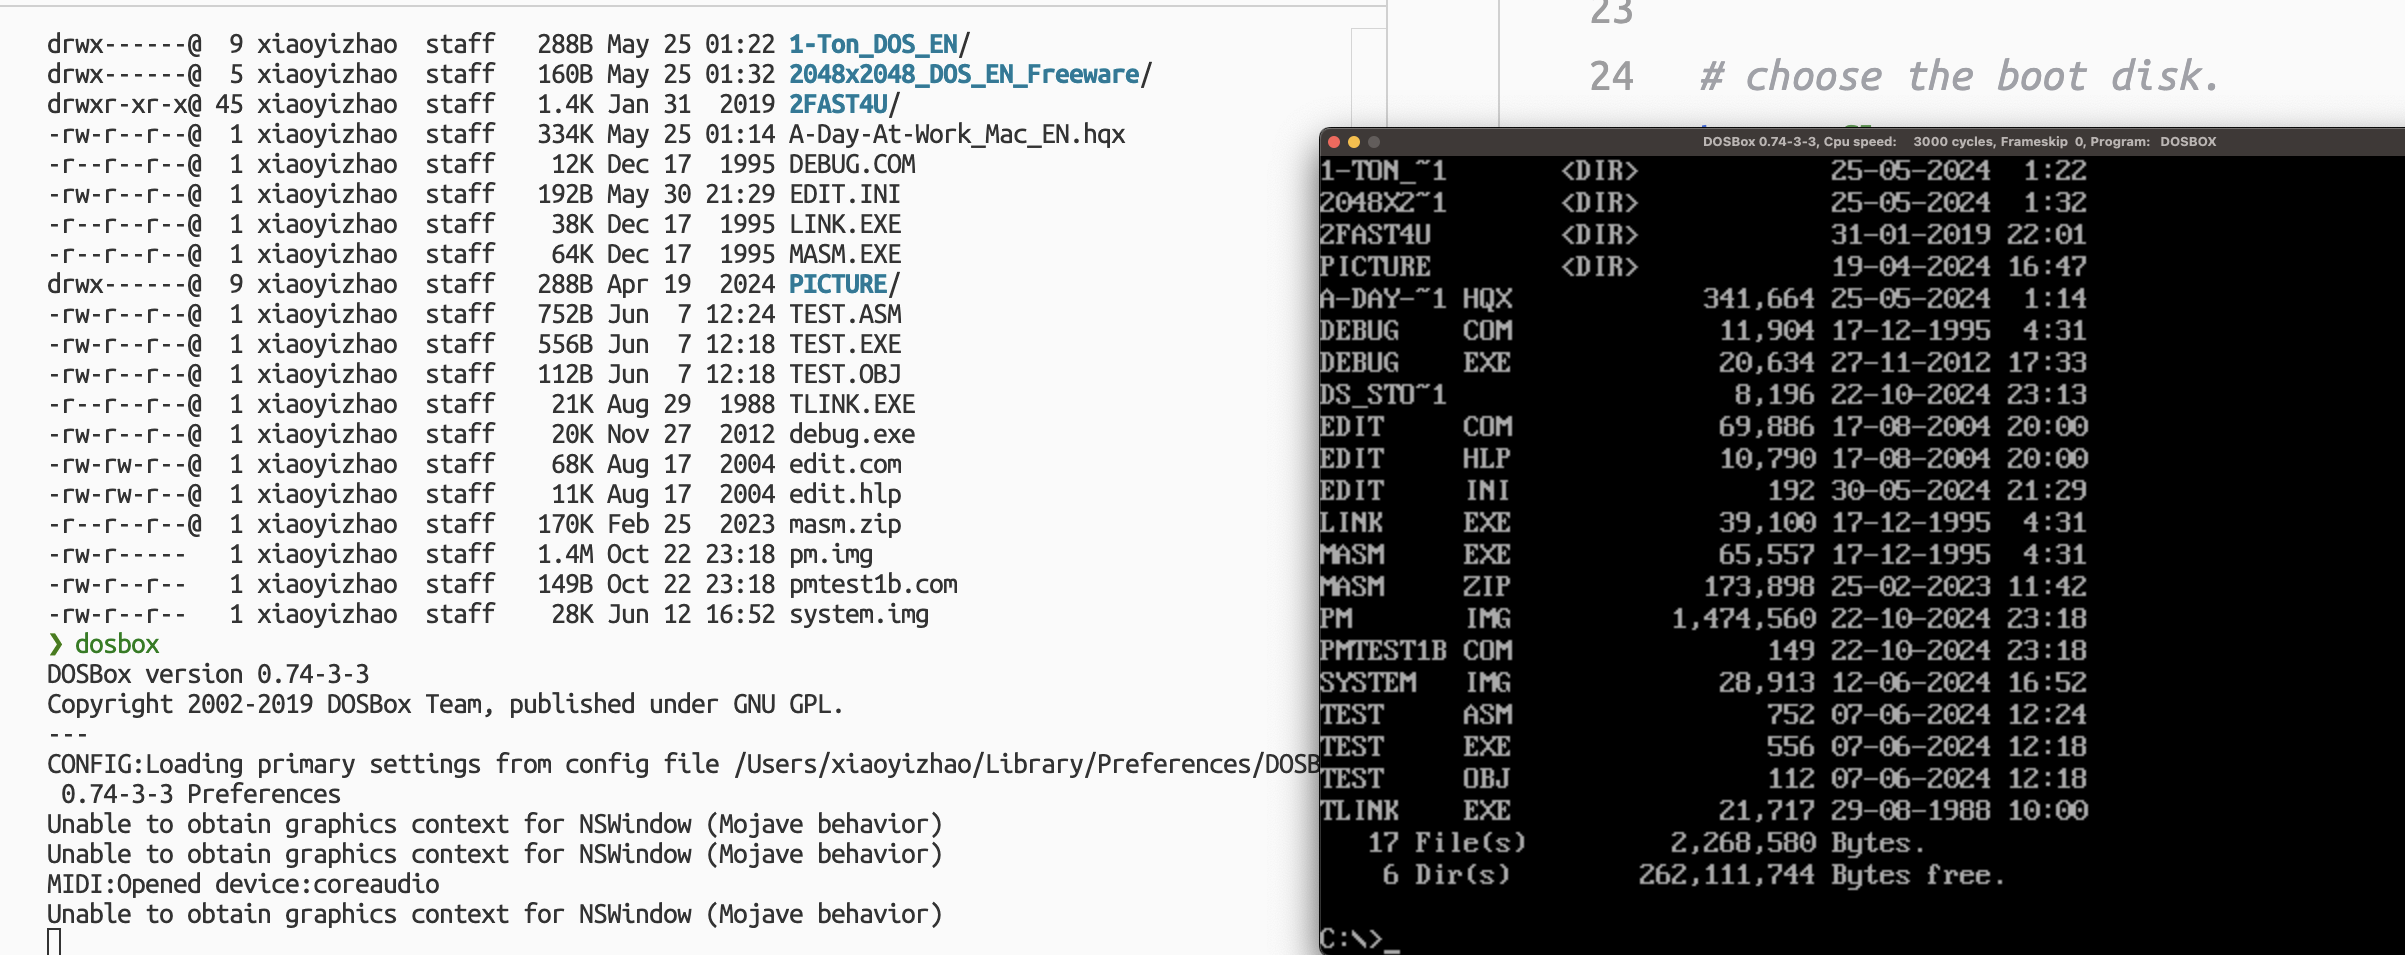 drwx------@  9 xiaoyizhao  staff   288B May 25 01:22 1-Ton_DOS_EN/
drwx------@  5 xiaoyizhao  staff   160B May 25 01:32 2048x2048_DOS_EN_Freeware/
drwxr-xr-x@ 45 xiaoyizhao  staff   1.4K Jan 31  2019 2FAST4U/
-rw-r--r--@  1 xiaoyizhao  staff   334K May 25 01:14 A-Day-At-Work_Mac_EN.hqx
-r--r--r--@  1 xiaoyizhao  staff    12K Dec 17  1995 DEBUG.COM
-rw-r--r--@  1 xiaoyizhao  staff   192B May 30 21:29 EDIT.INI
-r--r--r--@  1 xiaoyizhao  staff    38K Dec 17  1995 LINK.EXE
-r--r--r--@  1 xiaoyizhao  staff    64K Dec 17  1995 MASM.EXE
drwx------@  9 xiaoyizhao  staff   288B Apr 19  2024 PICTURE/
-rw-r--r--@  1 xiaoyizhao  staff   752B Jun  7 12:24 TEST.ASM
-rw-r--r--@  1 xiaoyizhao  staff   556B Jun  7 12:18 TEST.EXE
-rw-r--r--@  1 xiaoyizhao  staff   112B Jun  7 12:18 TEST.OBJ
-r--r--r--@  1 xiaoyizhao  staff    21K Aug 29  1988 TLINK.EXE
-rw-r--r--@  1 xiaoyizhao  staff    20K Nov 27  2012 debug.exe
-rw-rw-r--@  1 xiaoyizhao  staff    68K Aug 17  2004 edit.com
-rw-rw-r--@  1 xiaoyizhao  staff    11K Aug 17  2004 edit.hlp
-r--r--r--@  1 xiaoyizhao  staff   170K Feb 25  2023 masm.zip
-rw-r-----   1 xiaoyizhao  staff   1.4M Oct 22 23:18 pm.img
-rw-r--r--   1 xiaoyizhao  staff   149B Oct 22 23:18 pmtest1b.com
-rw-r--r--   1 xiaoyizhao  staff    28K Jun 12 16:52 system.img
❯ dosbox
DOSBox version 0.74-3-3
Copyright 2002-2019 DOSBox Team, published under GNU GPL.
---
CONFIG:Loading primary settings from config file /Users/xiaoyizhao/Library/Preferences/DOSB
 0.74-3-3 Preferences
Unable to obtain graphics context for NSWindow (Mojave behavior)
Unable to obtain graphics context for NSWindow (Mojave behavior)
MIDI:Opened device:coreaudio
Unable to obtain graphics context for NSWindow (Mojave behavior)
23
24 # choose the boot disk.
DOSBox 0.74-3-3, Cpu speed: 3000 cycles, Frameskip 0, Program: DOSBOX
1-TON_~1       <DIR>            25-05-2024  1:22
2048X2~1       <DIR>            25-05-2024  1:32
2FAST4U        <DIR>            31-01-2019 22:01
PICTURE        <DIR>            19-04-2024 16:47
A-DAY-~1 HQX            341,664 25-05-2024  1:14
DEBUG    COM             11,904 17-12-1995  4:31
DEBUG    EXE             20,634 27-11-2012 17:33
DS_STO~1                  8,196 22-10-2024 23:13
EDIT     COM             69,886 17-08-2004 20:00
EDIT     HLP             10,790 17-08-2004 20:00
EDIT     INI                192 30-05-2024 21:29
LINK     EXE             39,100 17-12-1995  4:31
MASM     EXE             65,557 17-12-1995  4:31
MASM     ZIP            173,898 25-02-2023 11:42
PM       IMG          1,474,560 22-10-2024 23:18
PMTEST1B COM                149 22-10-2024 23:18
SYSTEM   IMG             28,913 12-06-2024 16:52
TEST     ASM                752 07-06-2024 12:24
TEST     EXE                556 07-06-2024 12:18
TEST     OBJ                112 07-06-2024 12:18
TLINK    EXE             21,717 29-08-1988 10:00
   17 File(s)         2,268,580 Bytes.
    6 Dir(s)        262,111,744 Bytes free.
C:\>_